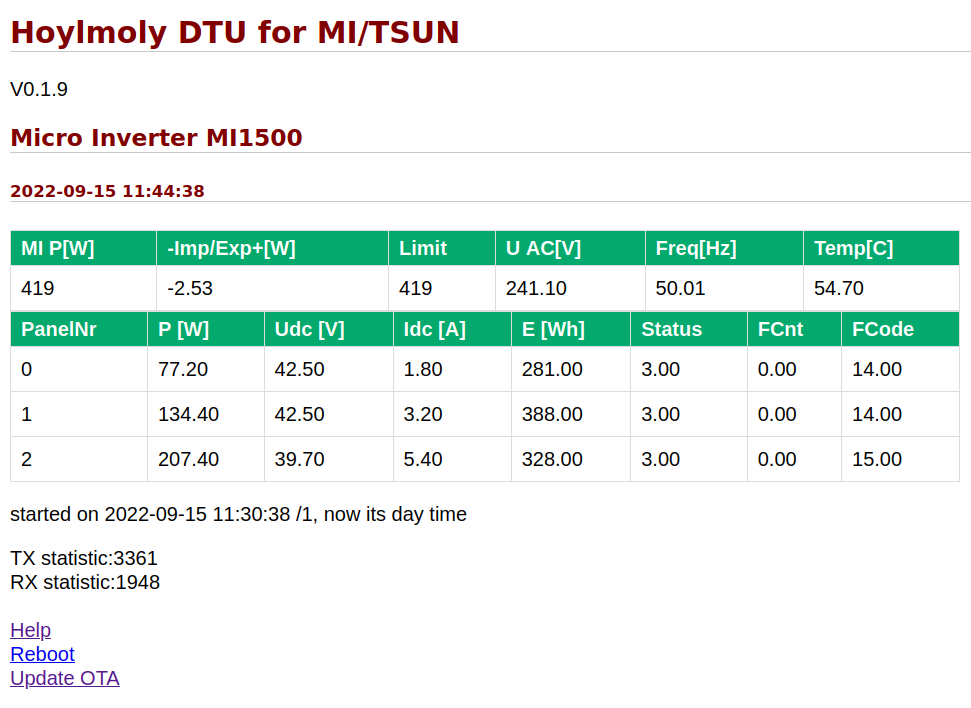 Hoylmoly DTU for MI/TSUN
V0.1.9
Micro Inverter MI1500
2022-09-15 11:44:38
MI P[W] -Imp/Exp+[W] Limit U AC[V] Freq[Hz] Temp[C]
419 -2.53 419 241.10 50.01 54.70
PanelNr P [W] Udc [V] Idc [A] E [Wh] Status FCnt FCode
0 77.20 42.50 1.80 281.00 3.00 0.00 14.00
1 134.40 42.50 3.20 388.00 3.00 0.00 14.00
2 207.40 39.70 5.40 328.00 3.00 0.00 15.00
started on 2022-09-15 11:30:38 /1, now its day time
TX statistic:3361
RX statistic:1948
Help
Reboot
Update OTA